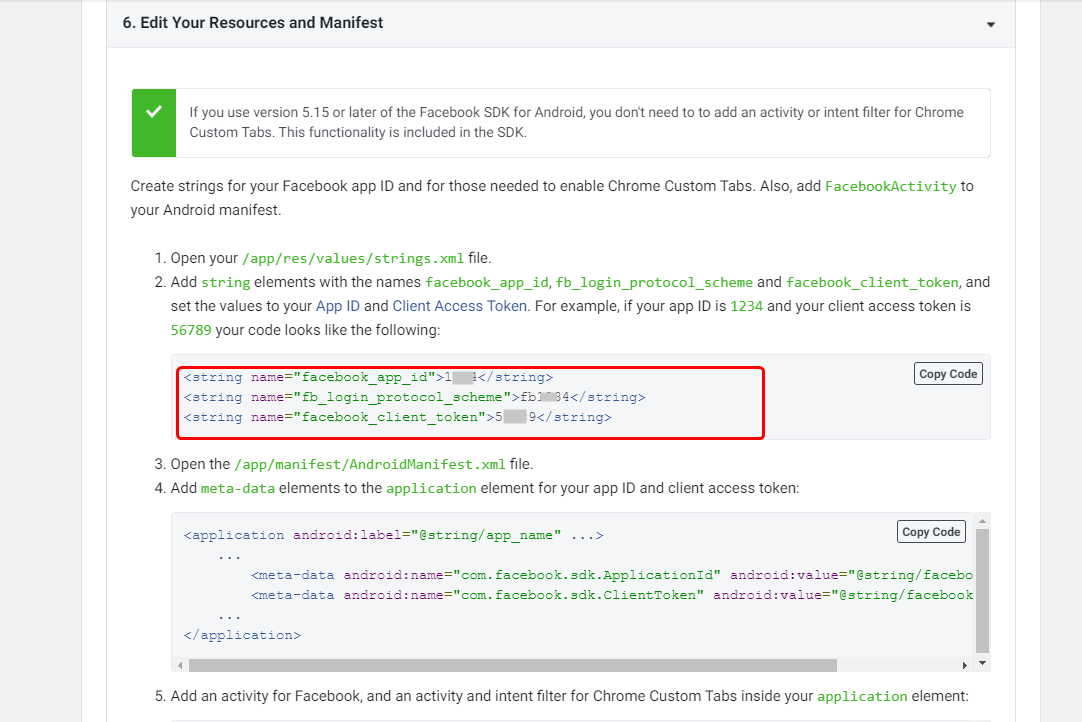 6. Edit Your Resources and Manifest
If you use version 5.15 or later of the Facebook SDK for Android, you don't need to to add an activity or intent filter for Chrome
Custom Tabs. This functionality is included in the SDK.
Create strings for your Facebook app ID and for those needed to enable Chrome Custom Tabs. Also, add FacebookActivity to
your Android manifest.
1. Open your /app/res/values/strings.xml file.
2. Add string elements with the names facebook_app_id, fb_login_protocol_scheme and facebook_client_token, and
set the values to your App ID and Client Access Token. For example, if your app ID is 1234 and your client access token is
56789 your code looks like the following:
Copy Code
<string name="facebook_app_id">1 4</string>
<string name="fb_login_protocol_scheme">fb1 34</string>
<string name="facebook_client_token">5 9</string>
3. Open the /app/manifest/AndroidManifest.xml file.
4. Add meta-data elements to the application element for your app ID and client access token:
Copy Code
<application android:label="@string/app_name" ...>
...
<meta-data android:name="com.facebook.sdk.ApplicationId" android:value="@string/facebo
<meta-data android:name="com.facebook.sdk.ClientToken" android:value="@string/facebook
...
</application>
5. Add an activity for Facebook, and an activity and intent filter for Chrome Custom Tabs inside your application element: